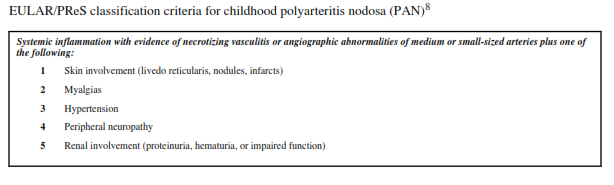 EULAR/PReS classification criteria for childhood polyarteritis nodosa (PAN)8
Systemic inflammation with evidence of necrotizing vasculitis or angiographic abnormalities of medium or small-sized arteries plus one of
the following:
1 Skin involvement (livedo reticularis, nodules, infarcts)
2 Myalgias
3 Hypertension
4 Peripheral neuropathy
5 Renal involvement (proteinuria, hematuria, or impaired function)